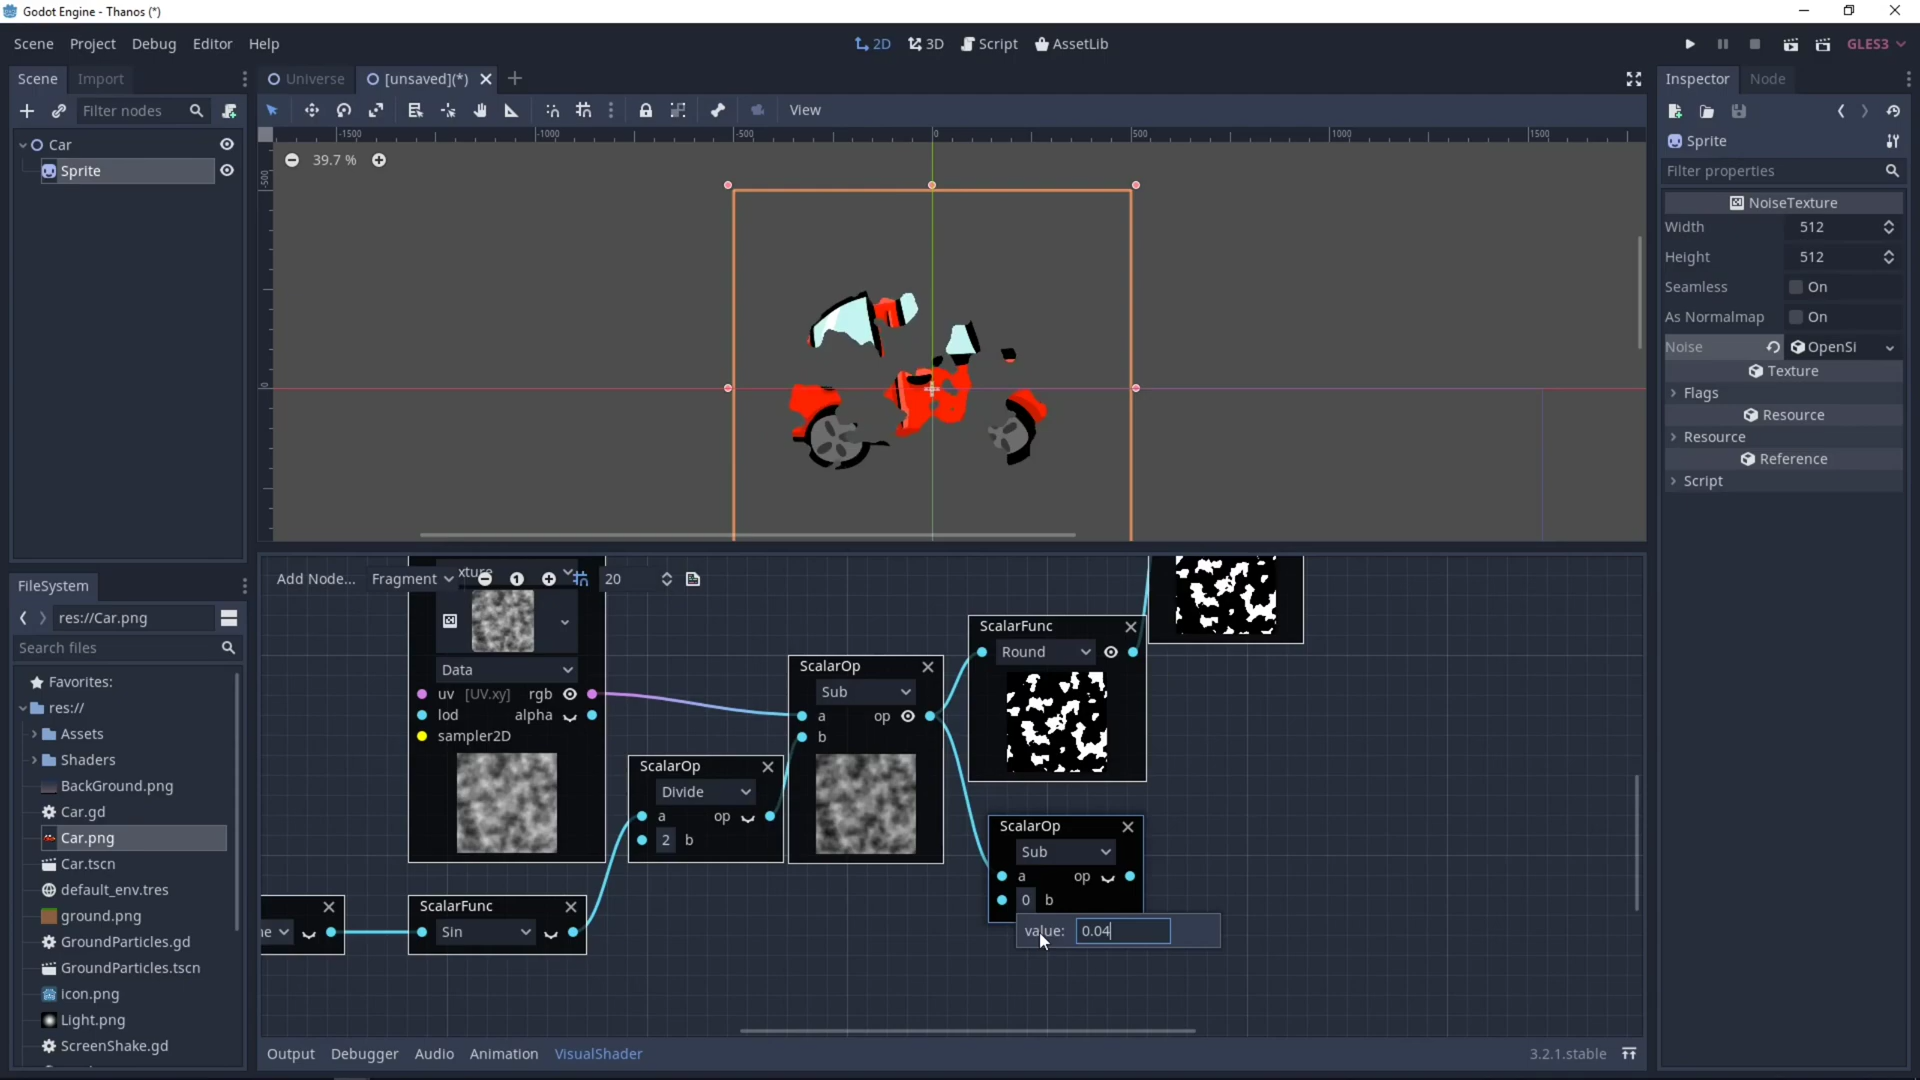 Godot Engine - Thanos (*)
Scene Project Debug Editor Help
2D 3D Script AssetLib
GLES3
Scene Import
Universe [unsaved](*)
Inspector Node
Filter nodes
View
Car
Sprite
-1500 -1000 -500 0 500 1000 1500
-500
0
39.7 %
Sprite
Filter properties
NoiseTexture
Width 512
Height 512
Seamless On
As Normalmap On
Noise OpenSi
Texture
Flags
Resource
Resource
Reference
Script
FileSystem
res://Car.png
Search files
Favorites:
res://
Assets
Shaders
BackGround.png
Car.gd
Car.png
Car.tscn
default_env.tres
ground.png
GroundParticles.gd
GroundParticles.tscn
icon.png
Light.png
ScreenShake.gd
Add Node... Fragment xture 1 20
Data
uv [UV.xy] rgb
lod alpha
sampler2D
ScalarOp
Divide
a op
2 b
ScalarOp
Sub
a op
b
ScalarFunc
Round
ScalarOp
Sub
a op
0 b
value: 0.04
ne
ScalarFunc
Sin
Output Debugger Audio Animation VisualShader
3.2.1.stable